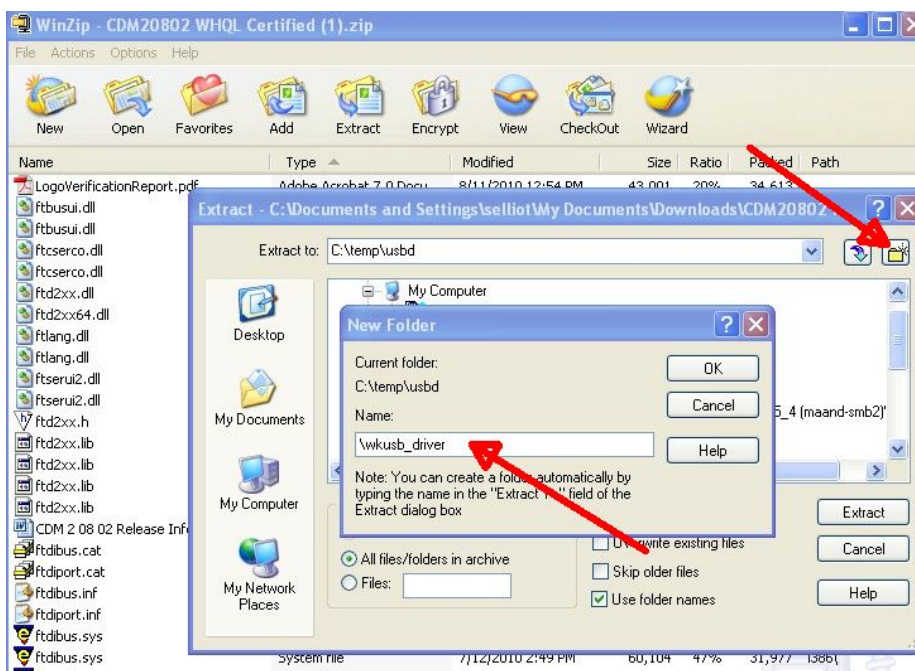 WinZip - CDM20802 WHQL Certified (1).zip
File Actions Options Help
New Open Favorites Add Extract Encrypt View CheckOut Wizard
Name Type Modified Size Ratio Packed Path
LogoVerificationReport.pdf Adobe Acrobat 7.0 Docu... 8/11/2010 12:54 PM 43,001 20% 34,613
ftbusui.dll
ftbusui.dll
ftcserco.dll
ftcserco.dll
ftd2xx.dll
ftd2xx64.dll
ftlang.dll
ftlang.dll
ftserui2.dll
ftserui2.dll
ftd2xx.h
ftd2xx.lib
ftd2xx.lib
ftd2xx.lib
ftd2xx.lib
CDM 2 08 02 Release Info
ftdibus.cat
ftdiport.cat
ftdibus.inf
ftdiport.inf
ftdibus.sys
ftdibus.sys System file 7/12/2010 2:49 PM 60,104 47% 31,977 i386\
Extract - C:\Documents and Settings\selliot\My Documents\Downloads\CDM20802
Extract to: C:\temp\usbd
Desktop
My Documents
My Computer
My Network
Places
My Computer
5_4 (maand-smb2)'
New Folder
Current folder:
C:\temp\usbd
Name:
\wkusb_driver
Note: You can create a folder automatically by
typing the name in the "Extract field of the
Extract dialog box
OK
Cancel
Help
All files/folders in archive
Files:
Overwrite existing files
Skip older files
Use folder names
Extract
Cancel
Help